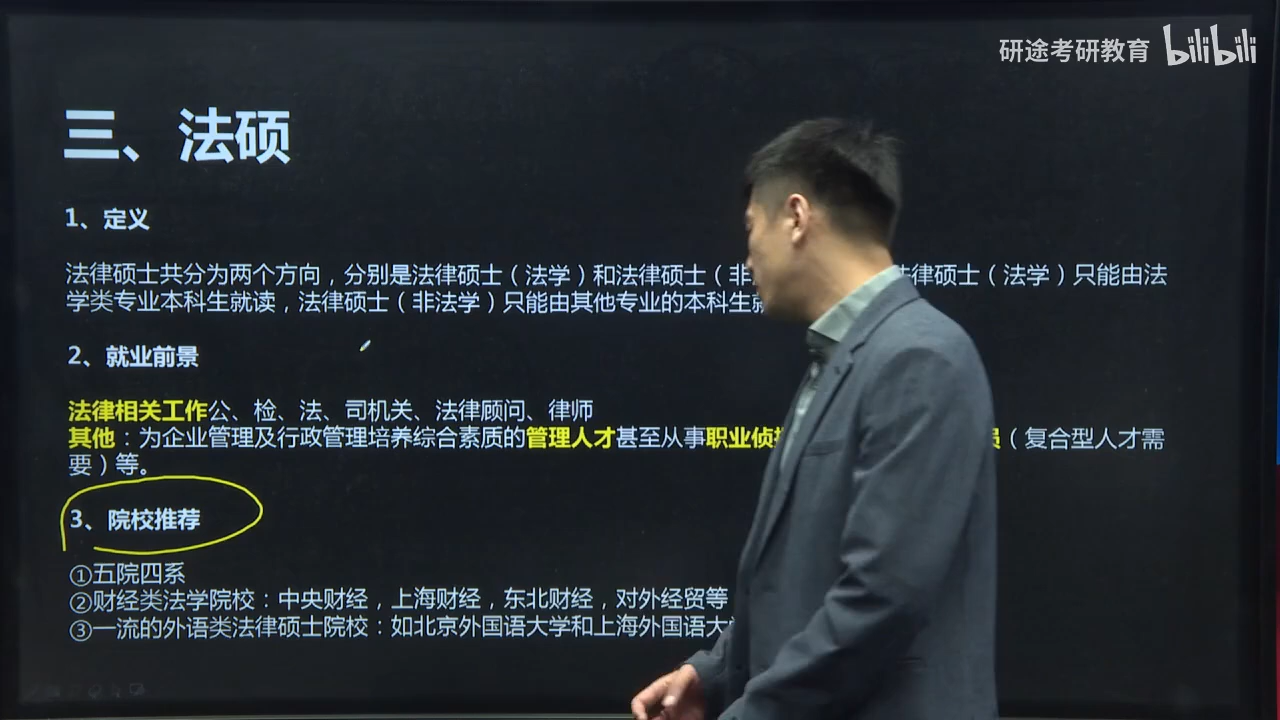 研途考研教育 bilibili
三、法硕
1、定义
法律硕士共分为两个方向，分别是法律硕士（法学）和法律硕士（非 法律硕士（法学）只能由法
学类专业本科生就读，法律硕士（非法学）只能由其他专业的本科生
2、就业前景
法律相关工作公、检、法、司机关、法律顾问、律师
其他：为企业管理及行政管理培养综合素质的管理人才甚至从事职业侦 员（复合型人才需
要）等。
3、院校推荐
①五院四系
②财经类法学院校：中央财经，上海财经，东北财经，对外经贸等
③一流的外语类法律硕士院校：如北京外国语大学和上海外国语大